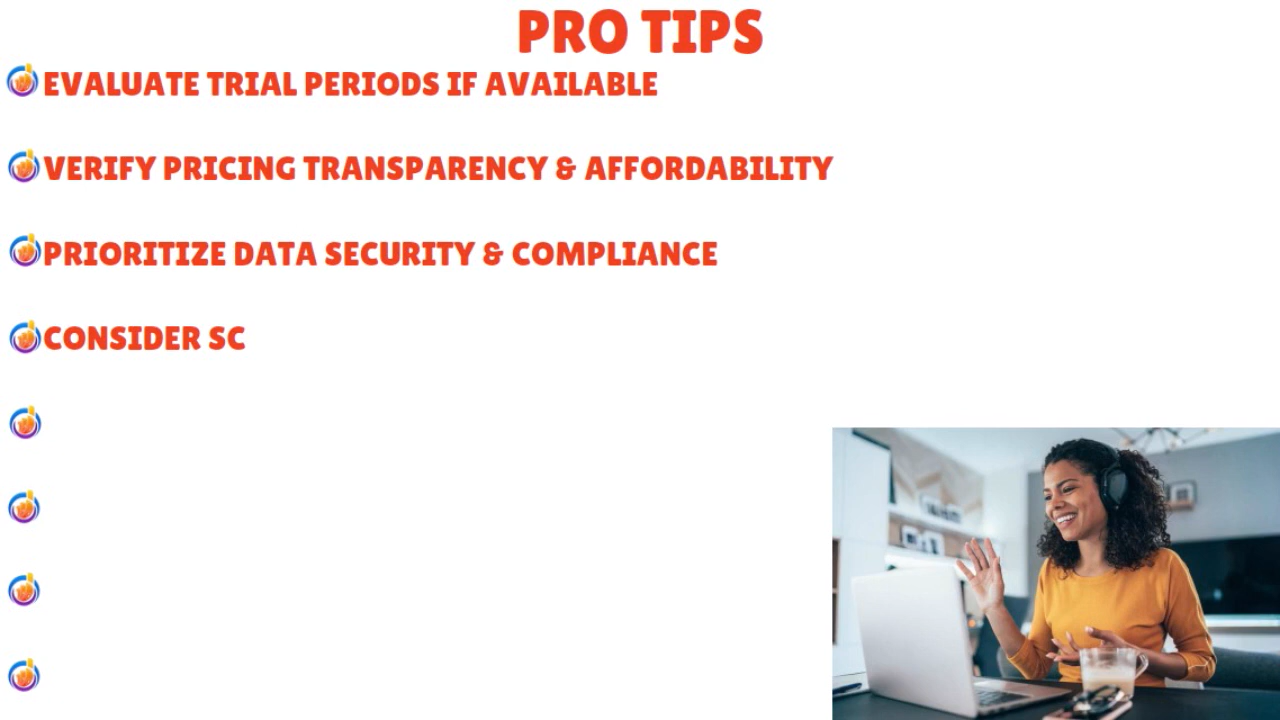 PRO TIPS
EVALUATE TRIAL PERIODS IF AVAILABLE
VERIFY PRICING TRANSPARENCY & AFFORDABILITY
PRIORITIZE DATA SECURITY & COMPLIANCE
CONSIDER SC